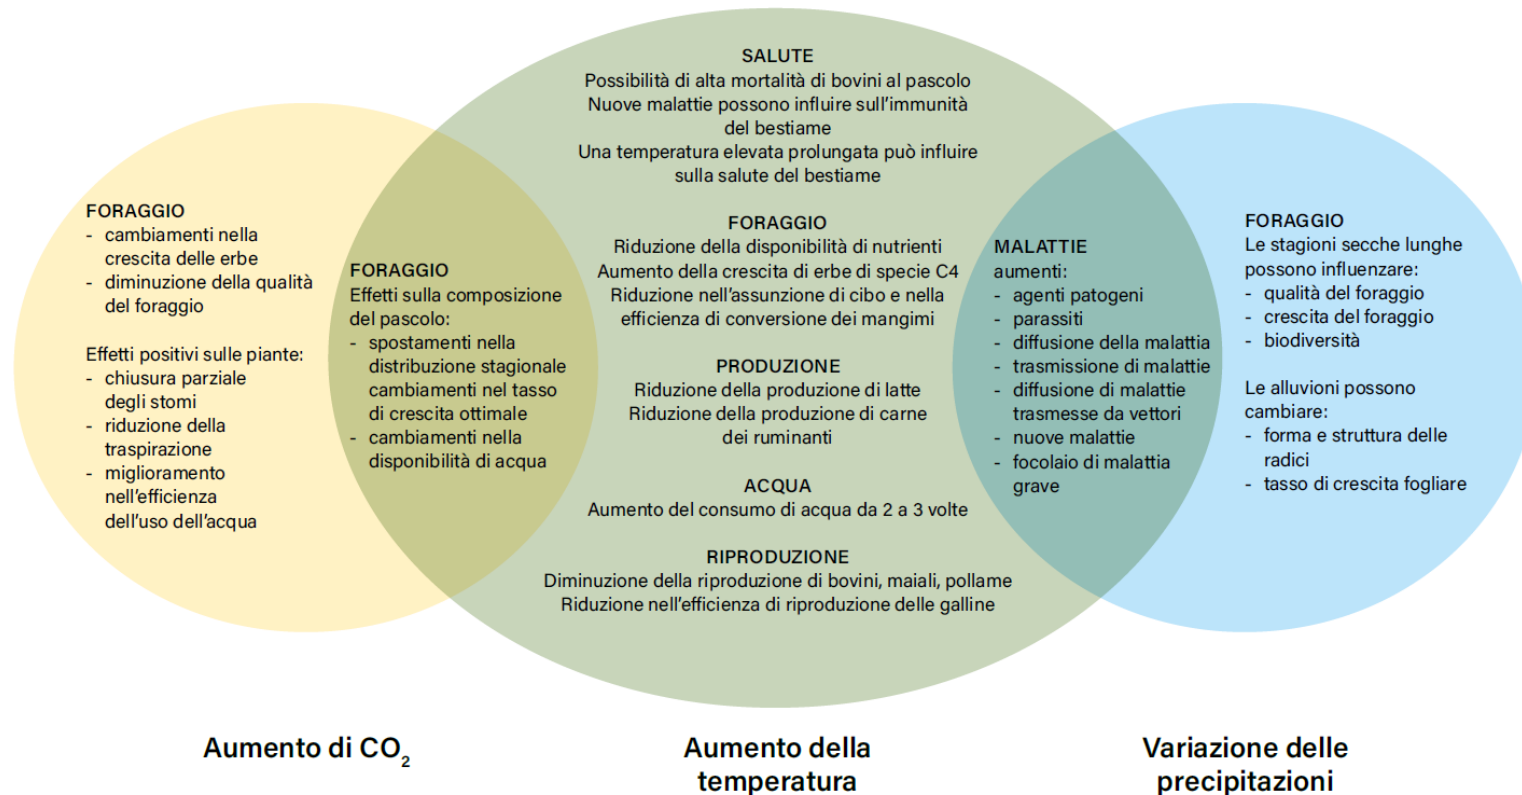 FORAGGIO
- cambiamenti nella
crescita delle erbe
- diminuzione della qualità
del foraggio
Effetti positivi sulle piante:
- chiusura parziale
degli stomi
- riduzione della
traspirazione
- miglioramento
nell'efficienza
dell'uso dell'acqua
FORAGGIO
Effetti sulla composizione
del pascolo:
- spostamenti nella
distribuzione stagionale
cambiamenti nel tasso
di crescita ottimale
- cambiamenti nella
disponibilità di acqua
SALUTE
Possibilità di alta mortalità di bovini al pascolo
Nuove malattie possono influire sull'immunità
del bestiame
Una temperatura elevata prolungata può influire
sulla salute del bestiame
FORAGGIO
Riduzione della disponibilità di nutrienti
Aumento della crescita di erbe di specie C4
Riduzione nell'assunzione di cibo e nella
efficienza di conversione dei mangimi
PRODUZIONE
Riduzione della produzione di latte
Riduzione della produzione di carne
dei ruminanti
ACQUA
Aumento del consumo di acqua da 2 a 3 volte
RIPRODUZIONE
Diminuzione della riproduzione di bovini, maiali, pollame
Riduzione nell'efficienza di riproduzione delle galline
MALATTIE
aumenti:
- agenti patogeni
- parassiti
- diffusione della malattia
- trasmissione di malattie
- diffusione di malattie
trasmesse da vettori
- nuove malattie
- focolaio di malattia
grave
FORAGGIO
Le stagioni secche lunghe
possono influenzare:
- qualità del foraggio
- crescita del foraggio
- biodiversità
Le alluvioni possono
cambiare:
- forma e struttura delle
radici
- tasso di crescita fogliare
Aumento di CO₂
Aumento della
temperatura
Variazione delle
precipitazioni